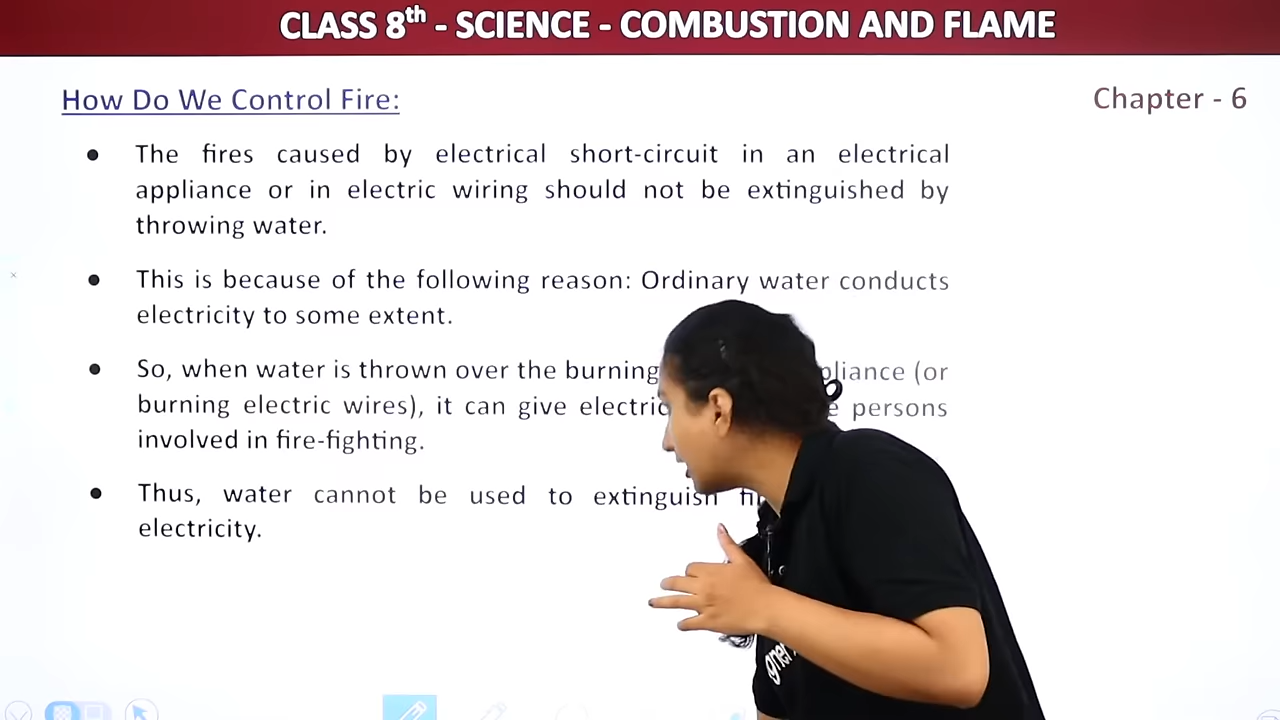 CLASS 8th - SCIENCE - COMBUSTION AND FLAME
How Do We Control Fire:
Chapter - 6
● The fires caused by electrical short-circuit in an electrical
appliance or in electric wiring should not be extinguished by
throwing water.
● This is because of the following reason: Ordinary water conducts
electricity to some extent.
● So, when water is thrown over the burning (or
burning electric wires), it can give persons
involved in fire-fighting.
● Thus, water cannot be used to extinguish
electricity.